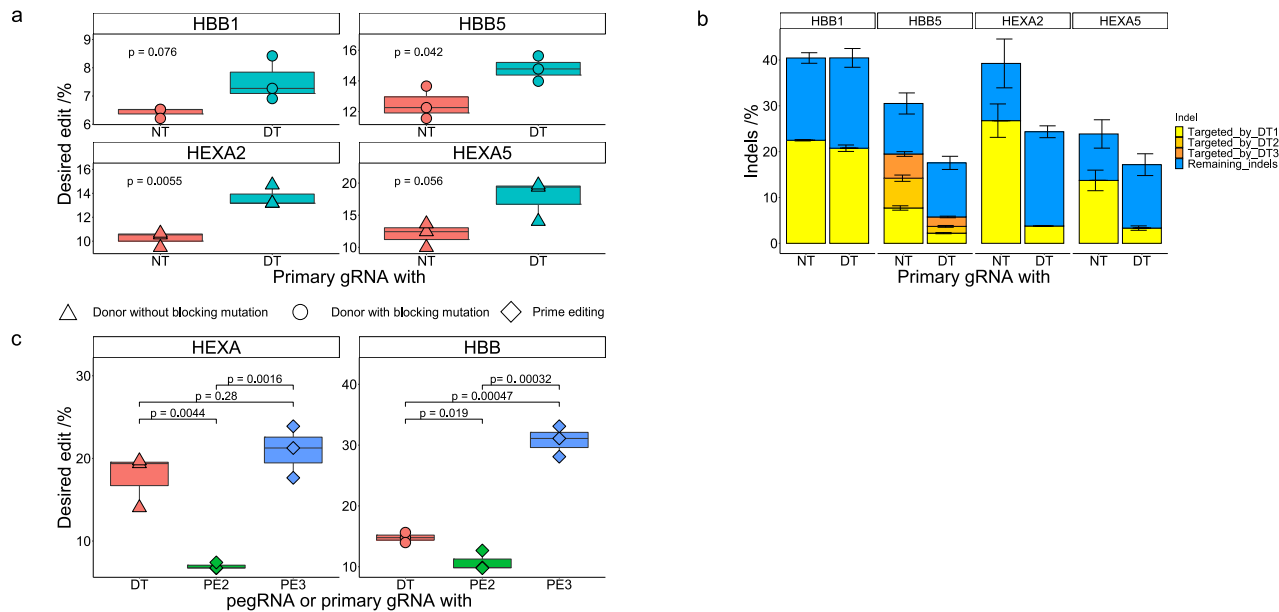 a
HBB1
HBB5
Desired edit /%
9
8
7
6
p = 0.076
NT
DT
16
14
12
p = 0.042
NT
DT
HEXA2
HEXA5
16
14
12
10
p = 0.0055
NT
DT
20
15
10
p = 0.056
NT
DT
Primary gRNA with
b
HBB1
HBB5
HEXA2
HEXA5
Indels /%
40
30
20
10
0
NT
DT
NT
DT
NT
DT
NT
DT
Primary gRNA with
Indel
Targeted_by_DT1
Targeted_by_DT2
Targeted_by_DT3
Remaining_indels
Donor without blocking mutation
Donor with blocking mutation
Prime editing
c
HEXA
HBB
Desired edit /%
30
20
10
p = 0.0016
p = 0.28
p = 0.0044
DT
PE2
PE3
40
30
20
10
p = 0. 00032
p = 0.00047
p = 0.019
DT
PE2
PE3
pegRNA or primary gRNA with